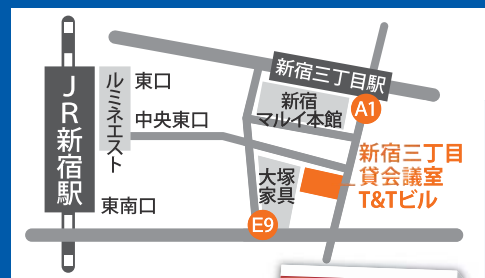 JR新宿駅
ルミネエスト
東口
中央東口
東南口
新宿三丁目駅
新宿
マルイ本館
A1
新宿三丁目
貸会議室
T&Tビル
大塚
家具
E9